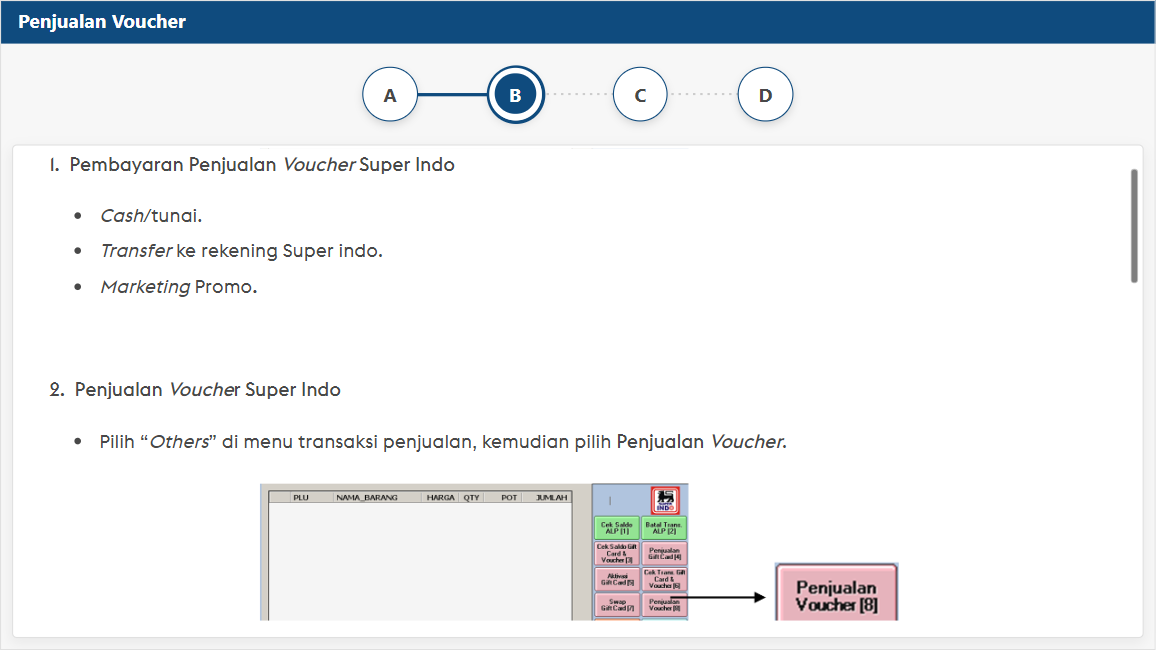 Penjualan Voucher
A
B
C
D
1. Pembayaran Penjualan Voucher Super Indo
• Cash/tunai.
• Transfer ke rekening Super indo.
• Marketing Promo.
2. Penjualan Voucher Super Indo
• Pilih “Others” di menu transaksi penjualan, kemudian pilih Penjualan Voucher.
PLU NAMA_BARANG HARGA QTY POT JUMLAH
SUPER
INDO
Cek Saldo
ALP [1]
Batal Trans.
ALP [2]
Cek Saldo Gift
Card &
Voucher [3]
Penjualan
Gift Card [4]
Aktivasi
Gift Card [5]
Cek Trans. Gift
Card &
Voucher [6]
Swap
Gift Card [7]
Penjualan
Voucher [8]
Penjualan
Voucher [8]